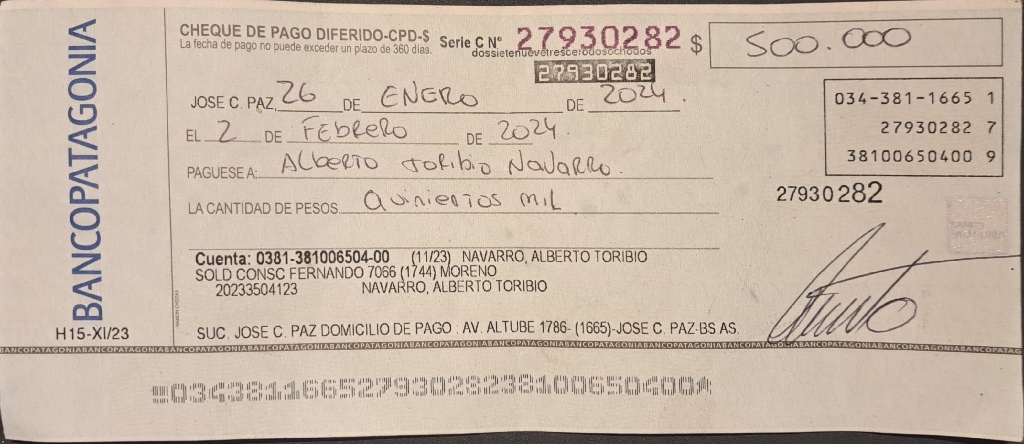 BANCOPATAGONIA
H15-XI/23
CHEQUE DE PAGO DIFERIDO-CPD-$
La fecha de pago no puede exceder un plazo de 360 días.
Serie C Nº 27930282 $ 500.000
dossietenuevetrescerodosochodos
27930282
JOSE C. PAZ, 26 DE ENERO DE 2024.
EL 2 DE FEBRERO DE 2024.
PAGUESE A: ALBERTO TORIBIO NAVARRO.
LA CANTIDAD DE PESOS Quinientos MIL
034-381-1665 1
27930282 7
38100650400 9
27930282
Cuenta: 0381-381006504-00 (11/23) NAVARRO, ALBERTO TORIBIO
SOLD CONSC FERNANDO 7066 (1744) MORENO
20233504123 NAVARRO, ALBERTO TORIBIO
SUC. JOSE C. PAZ DOMICILIO DE PAGO : AV. ALTUBE 1786- (1665)-JOSE C. PAZ-BS AS.
BANCOPATAGONIABANCOPATAGONIABANCOPATAGONIABANCOPATAGONIABANCOPATAGONIABANCOPATAGONIABANCOPATAGONIABANCOPATAGONIABANCOPATAGONIABANCOPATAGONIABANCOPATAGONIABANCOPATAG
03438116652793028238100650400